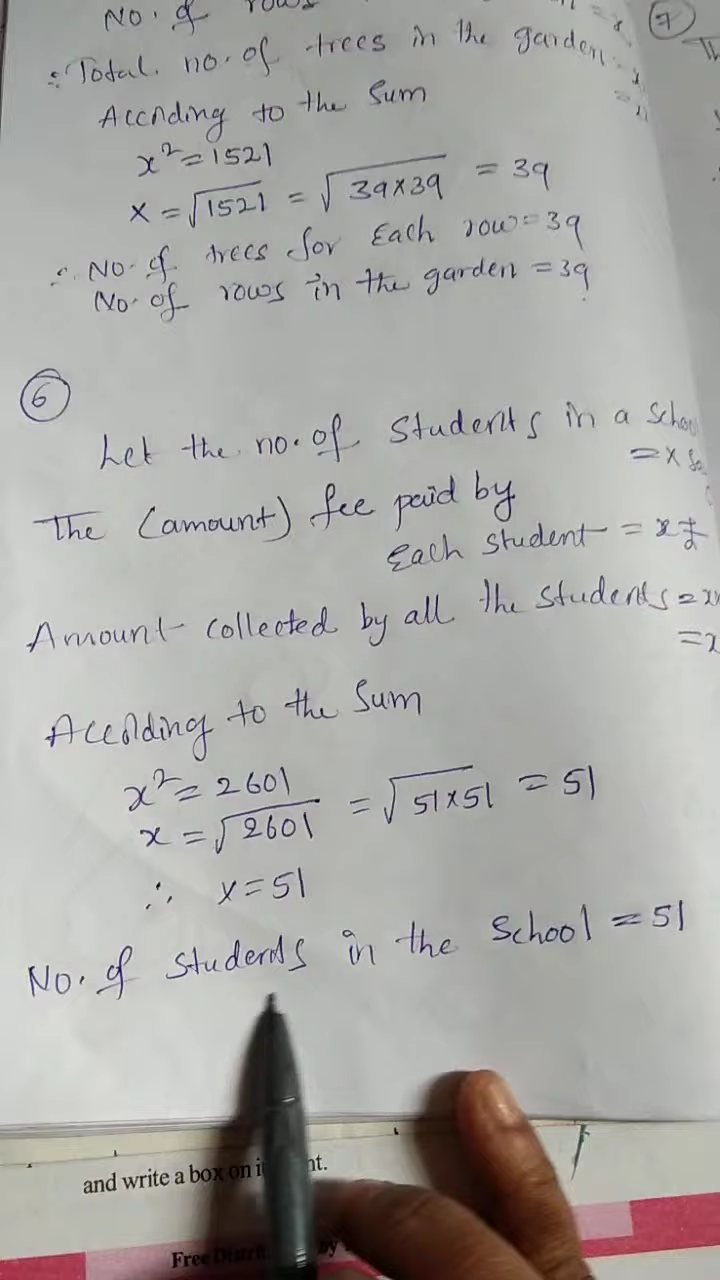 No. of rows
∴ Total no. of trees in the garden
According to the sum
x² = 1521
x = √1521 = √39×39 = 39
∴ No. of trees for each row = 39
No. of rows in the garden = 39
7
6
Let the no. of students in a Schoo
= x
The (amount) fee paid by
Each student = x ₹
Amount collected by all the students = x
= x
According to the sum
x² = 2601
x = √2601 = √51×51 = 51
∴ x = 51
No. of students in the School = 51
and write a box on
Free